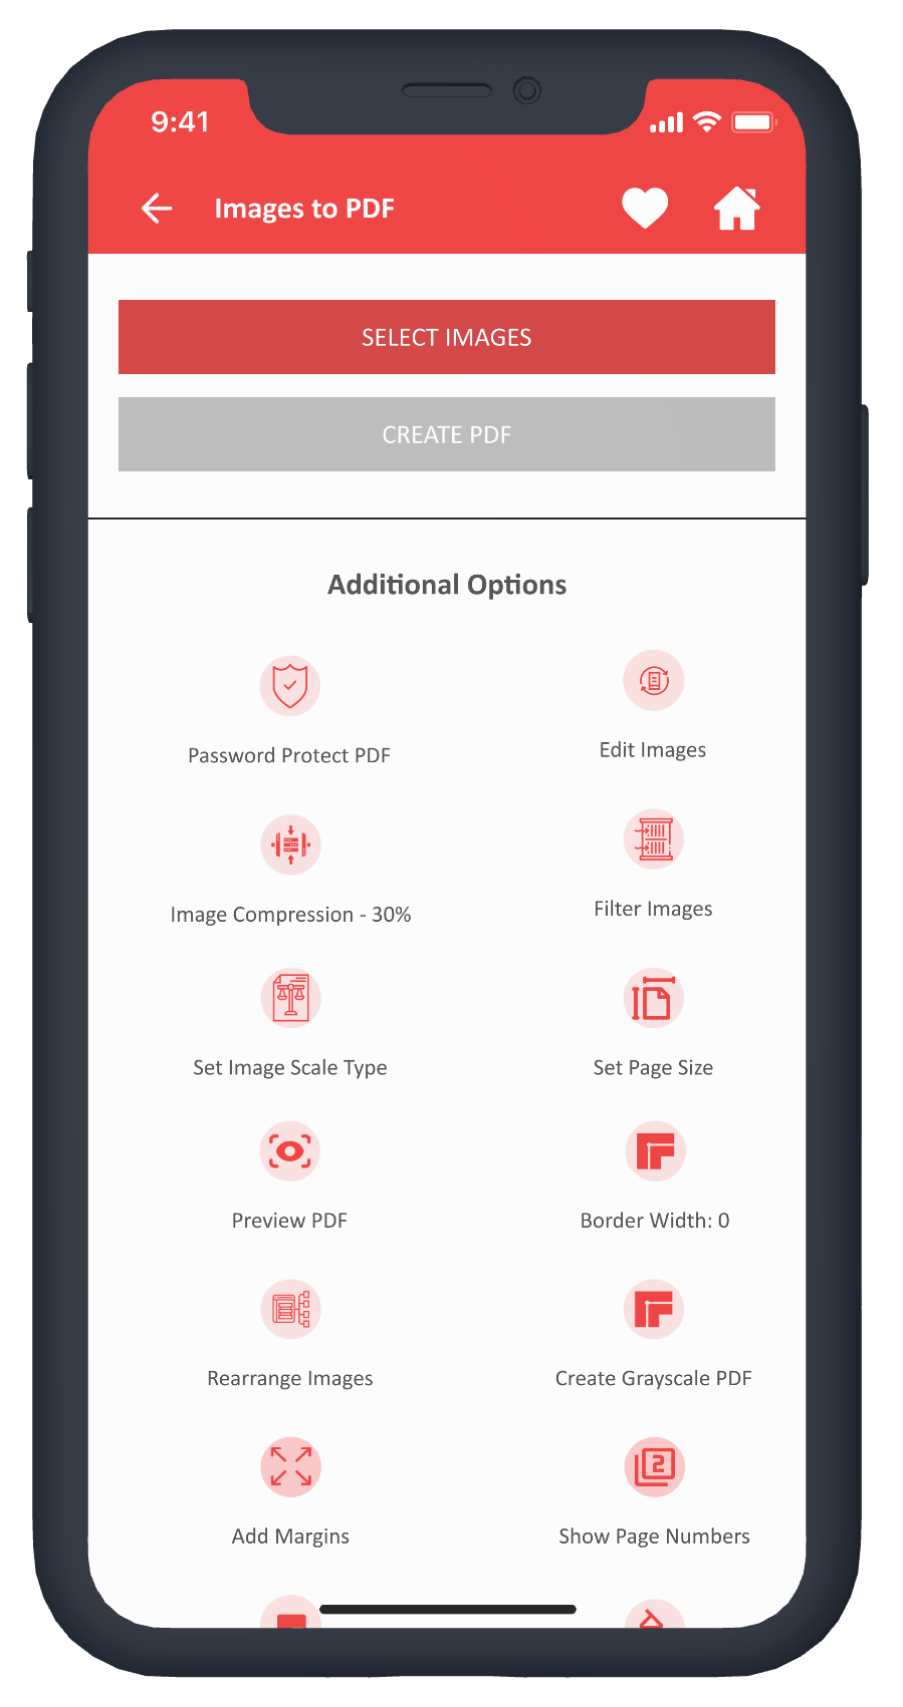 9:41
Images to PDF
SELECT IMAGES
CREATE PDF
Additional Options
Password Protect PDF
Edit Images
Image Compression - 30%
Filter Images
Set Image Scale Type
Set Page Size
Preview PDF
Border Width: 0
Rearrange Images
Create Grayscale PDF
2
Add Margins
Show Page Numbers